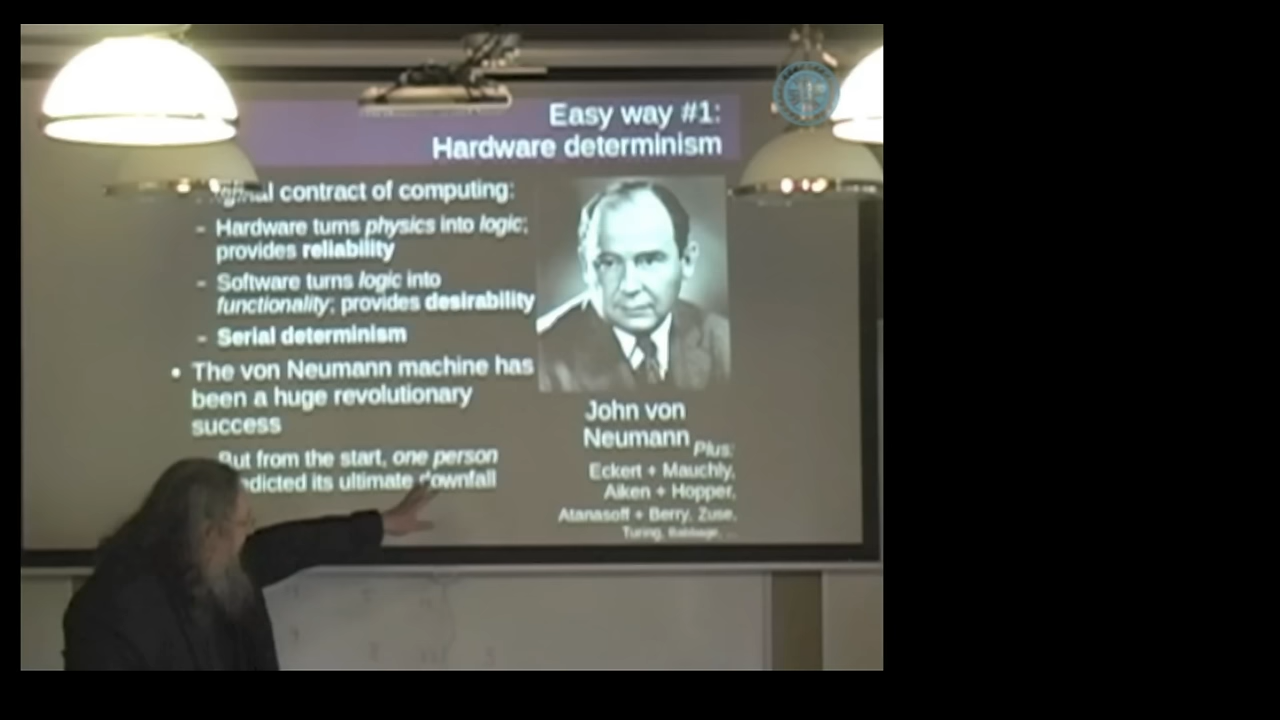 Easy way #1:
Hardware determinism
contract of computing:
- Hardware turns physics into logic;
provides reliability
- Software turns logic into
functionality; provides desirability
- Serial determinism
• The von Neumann machine has
been a huge revolutionary
success
But from the start, one person
its ultimate downfall
John von
Neumann
Plus:
Eckert + Mauchly,
Aiken + Hopper,
Atanasoff + Berry, Zuse,
Turing, Babbage, ...